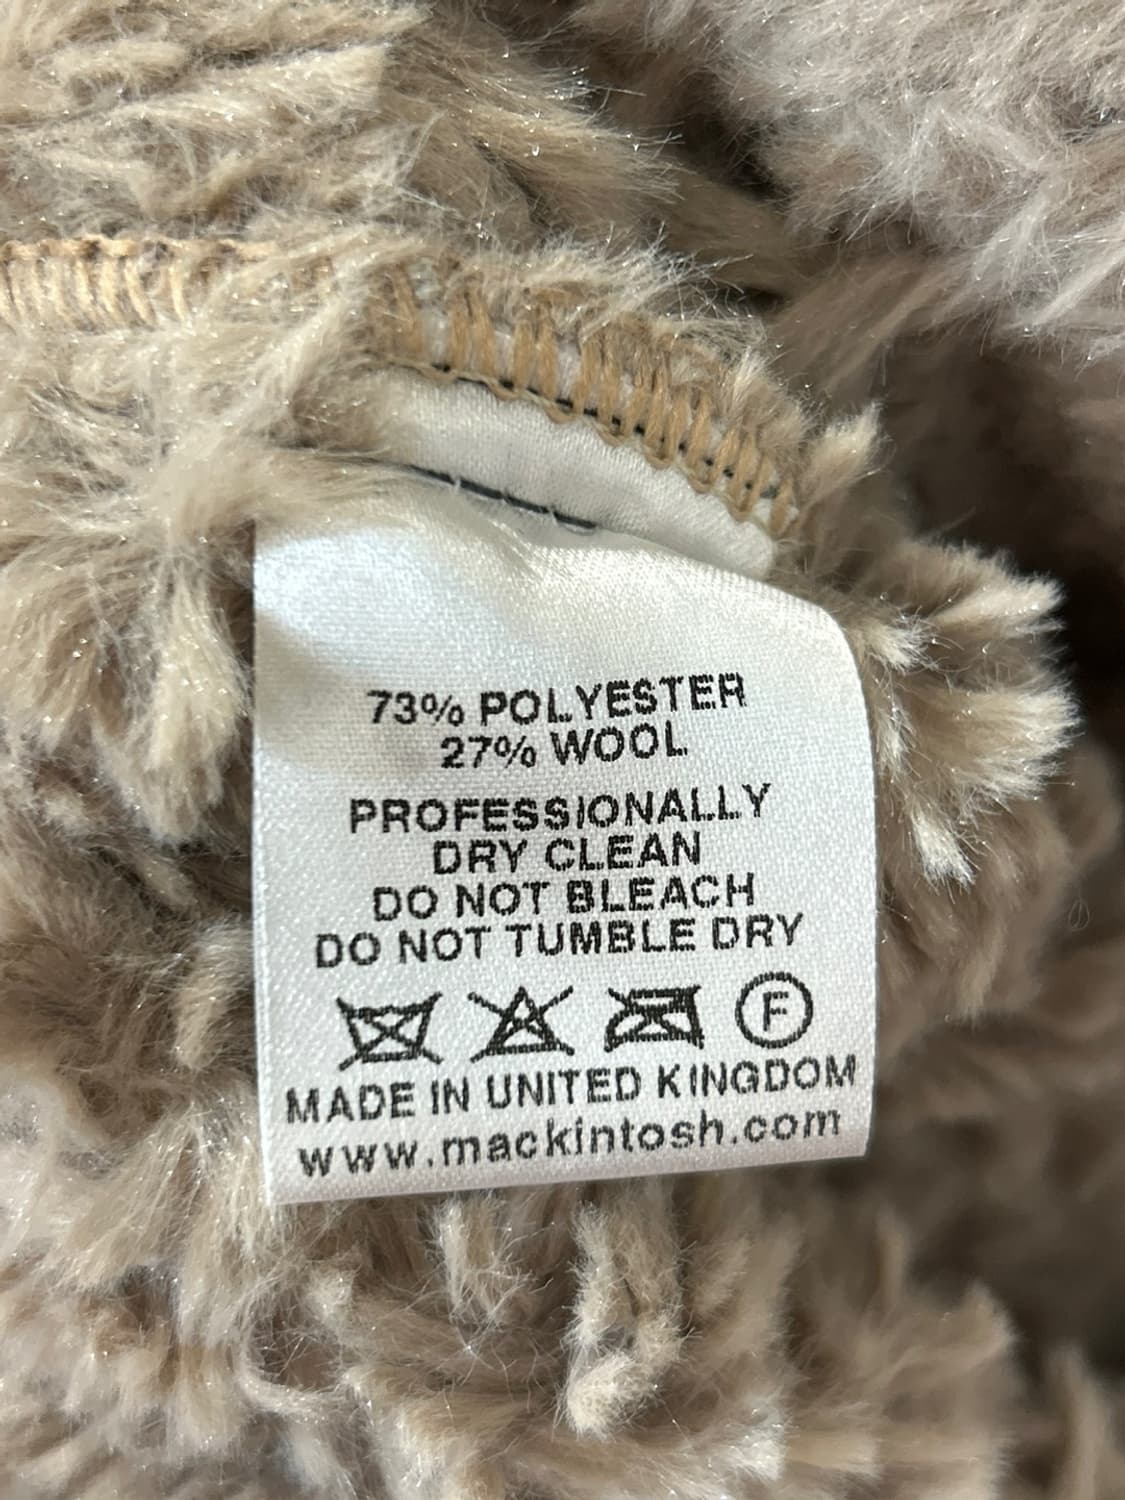 73% POLYESTER
27% WOOL
PROFESSIONALLY
DRY CLEAN
DO NOT BLEACH
DO NOT TUMBLE DRY
F
MADE IN UNITED KINGDOM
www.mackintosh.com